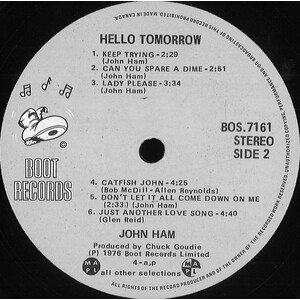 HELLO TOMORROW
1. KEEP TRYING - 2:29
(John Ham)
2. CAN YOU SPARE A DIME - 2:51
(John Ham)
3. LADY PLEASE - 3:34
(John Ham)
BOOT
RECORDS
BOS.7161
STEREO
SIDE 2
4. CATFISH JOHN - 4:25
(Bob McDill - Allen Reynolds)
5. DON'T LET IT ALL COME DOWN ON ME
(2:33) (John Ham)
6. JUST ANOTHER LOVE SONG - 4:40
(Glen Reid)
JOHN HAM
Produced by Chuck Goudie
(P) 1976 Boot Records Limited
4-a,p
all other selections
MAPL
MAPL
MADE IN CANADA
ALL RIGHTS OF THE RECORD PRODUCER AND OF THE OWNER OF THE RECORDED WORK RESERVED